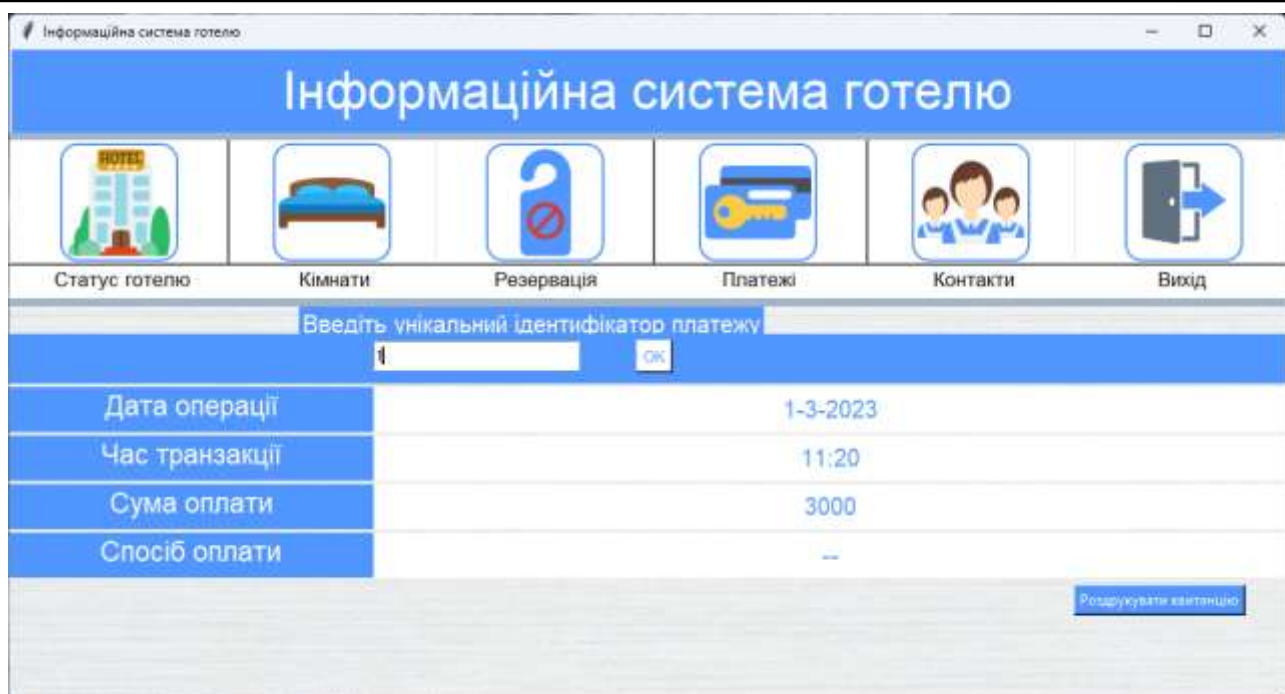 Інформаційна система готелю
Інформаційна система готелю
HOTEL
Статус готелю
Кімнати
Резервація
Платежі
Контакти
Вихід
Введіть унікальний ідентифікатор платежу
1
OK
Дата операції
1-3-2023
Час транзакції
11:20
Сума оплати
3000
Спосіб оплати
--
Роздрукувати квитанцію